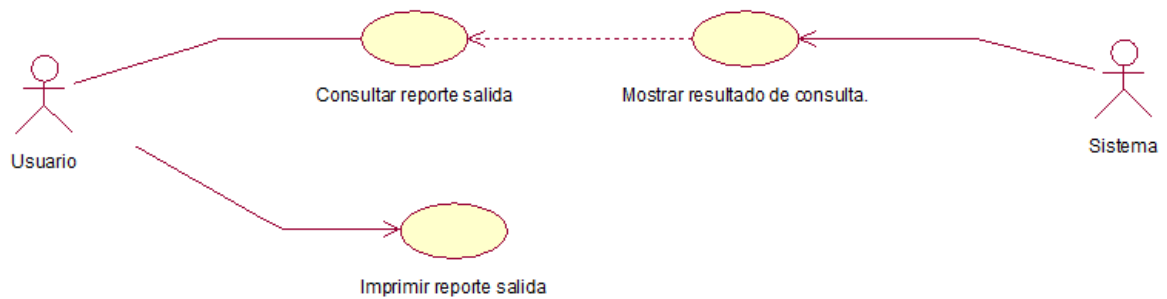 Consultar reporte salida
Mostrar resultado de consulta.
Usuario
Sistema
Imprimir reporte salida